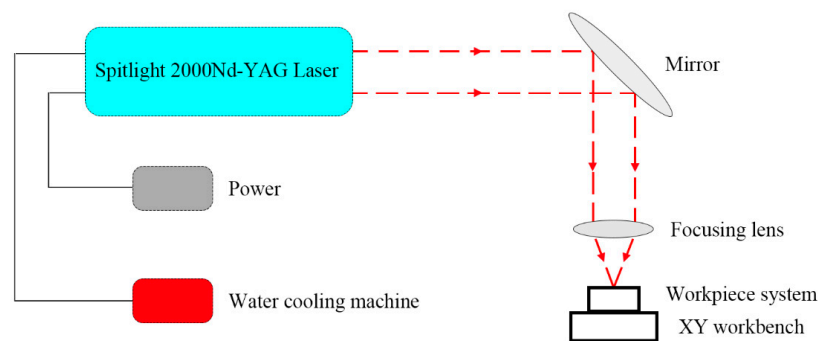 Spitlight 2000Nd-YAG Laser
Mirror
Power
Focusing lens
Water cooling machine
Workpiece system
XY workbench